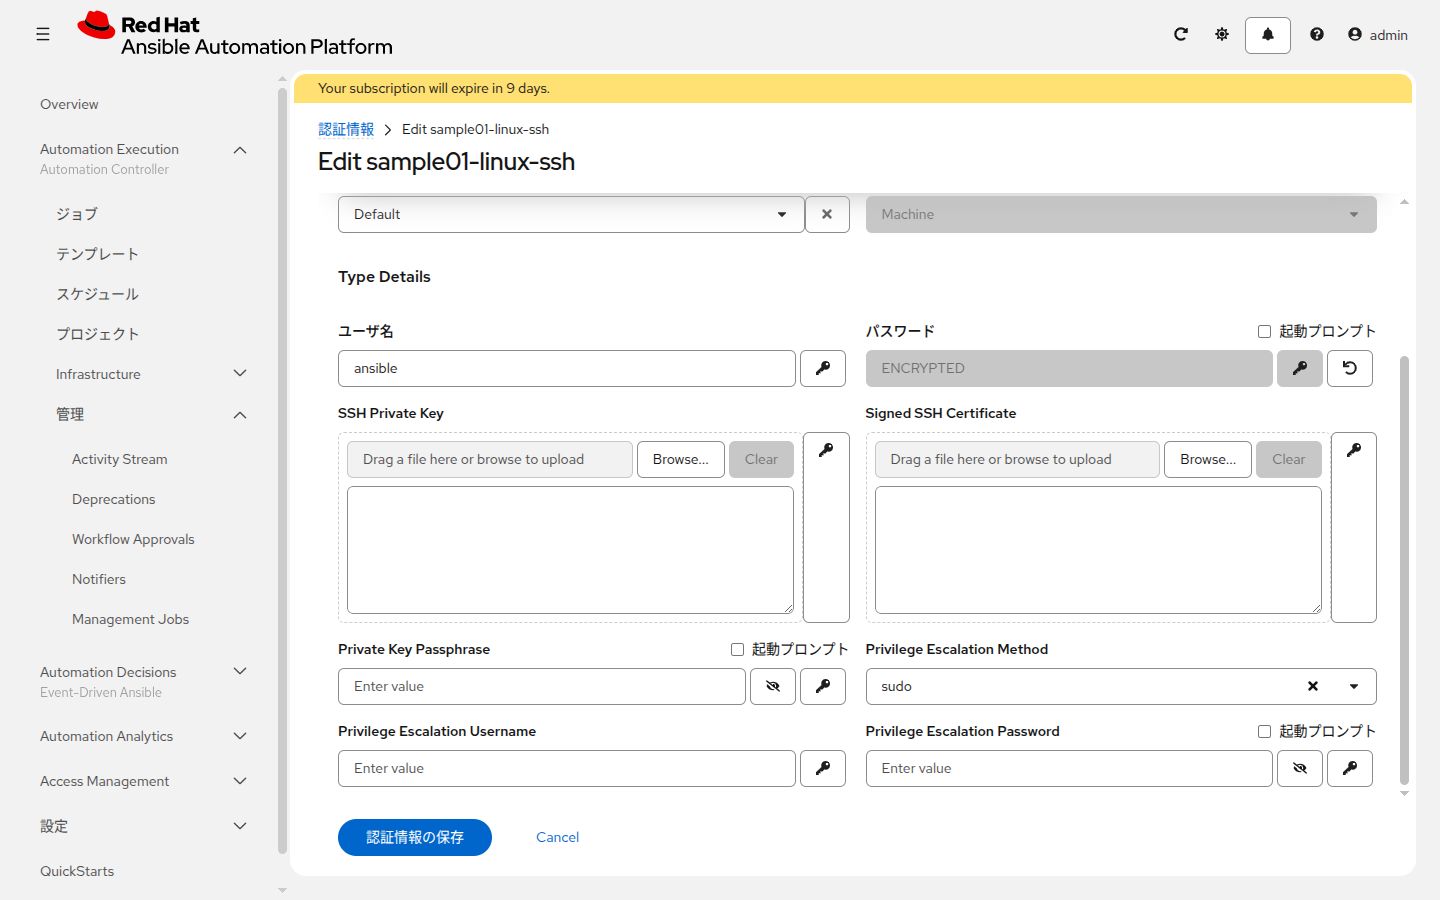 Red Hat
Ansible Automation Platform
admin
Overview
Automation Execution
Automation Controller
ジョブ
テンプレート
スケジュール
プロジェクト
Infrastructure
管理
Activity Stream
Deprecations
Workflow Approvals
Notifiers
Management Jobs
Automation Decisions
Event-Driven Ansible
Automation Analytics
Access Management
設定
QuickStarts
Your subscription will expire in 9 days.
認証情報 > Edit sample01-linux-ssh
Edit sample01-linux-ssh
Default
Machine
Type Details
ユーザ名
パスワード 起動プロンプト
ansible
ENCRYPTED
SSH Private Key
Signed SSH Certificate
Drag a file here or browse to upload Browse... Clear
Drag a file here or browse to upload Browse... Clear
Private Key Passphrase 起動プロンプト
Privilege Escalation Method
Enter value
sudo
Privilege Escalation Username
Privilege Escalation Password 起動プロンプト
Enter value
Enter value
認証情報の保存 Cancel